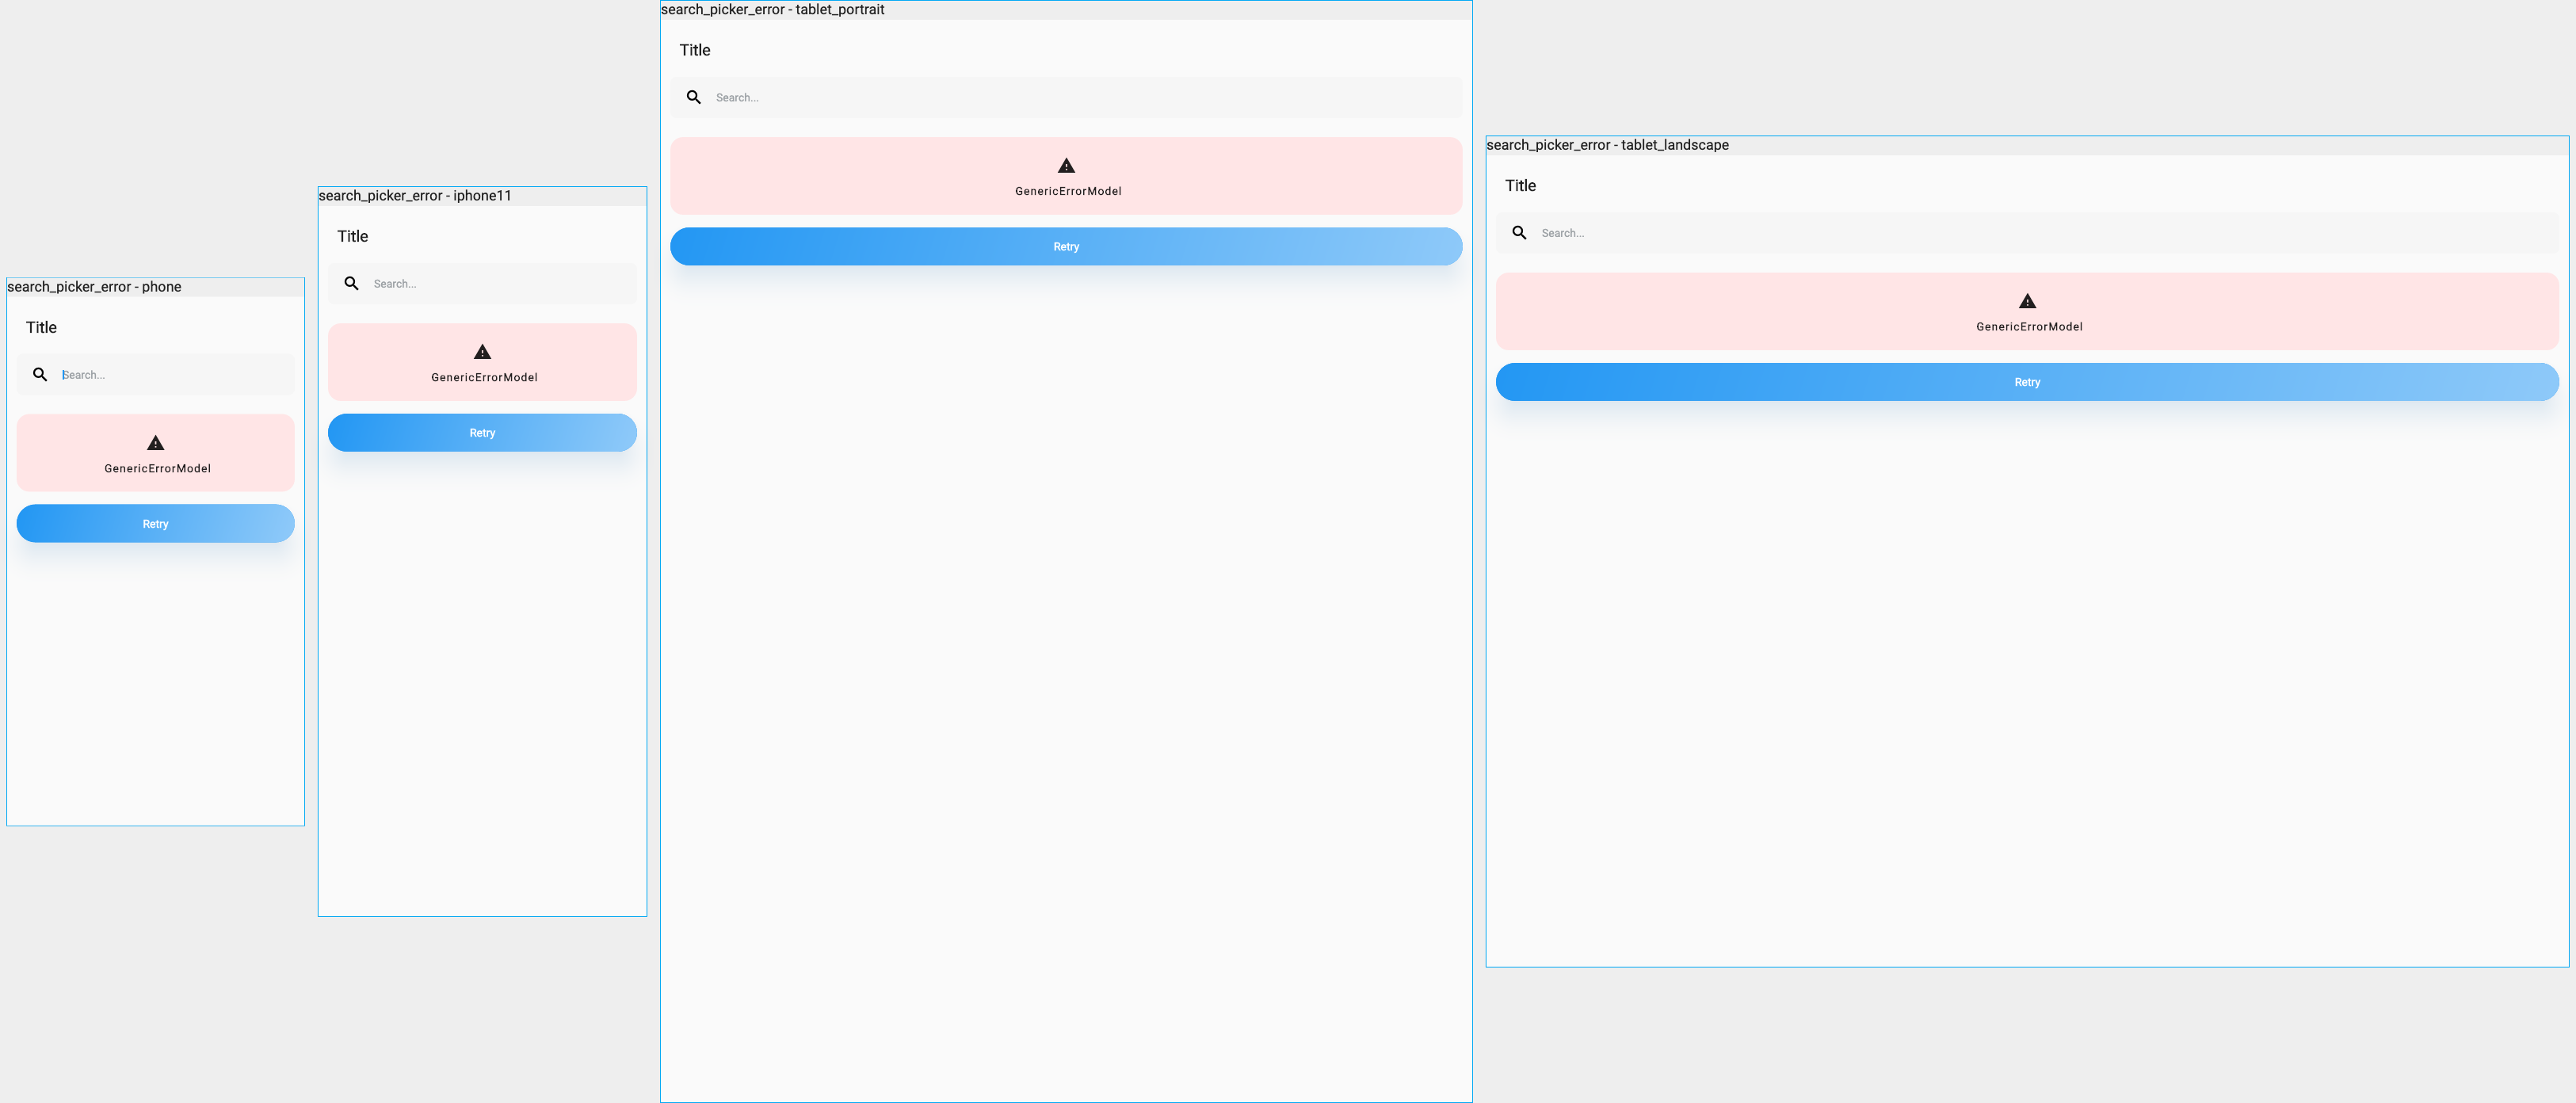 search_picker_error - phone
Title
Search...
GenericErrorModel
Retry
search_picker_error - iphone11
Title
Search...
GenericErrorModel
Retry
search_picker_error - tablet_portrait
Title
Search...
GenericErrorModel
Retry
search_picker_error - tablet_landscape
Title
Search...
GenericErrorModel
Retry